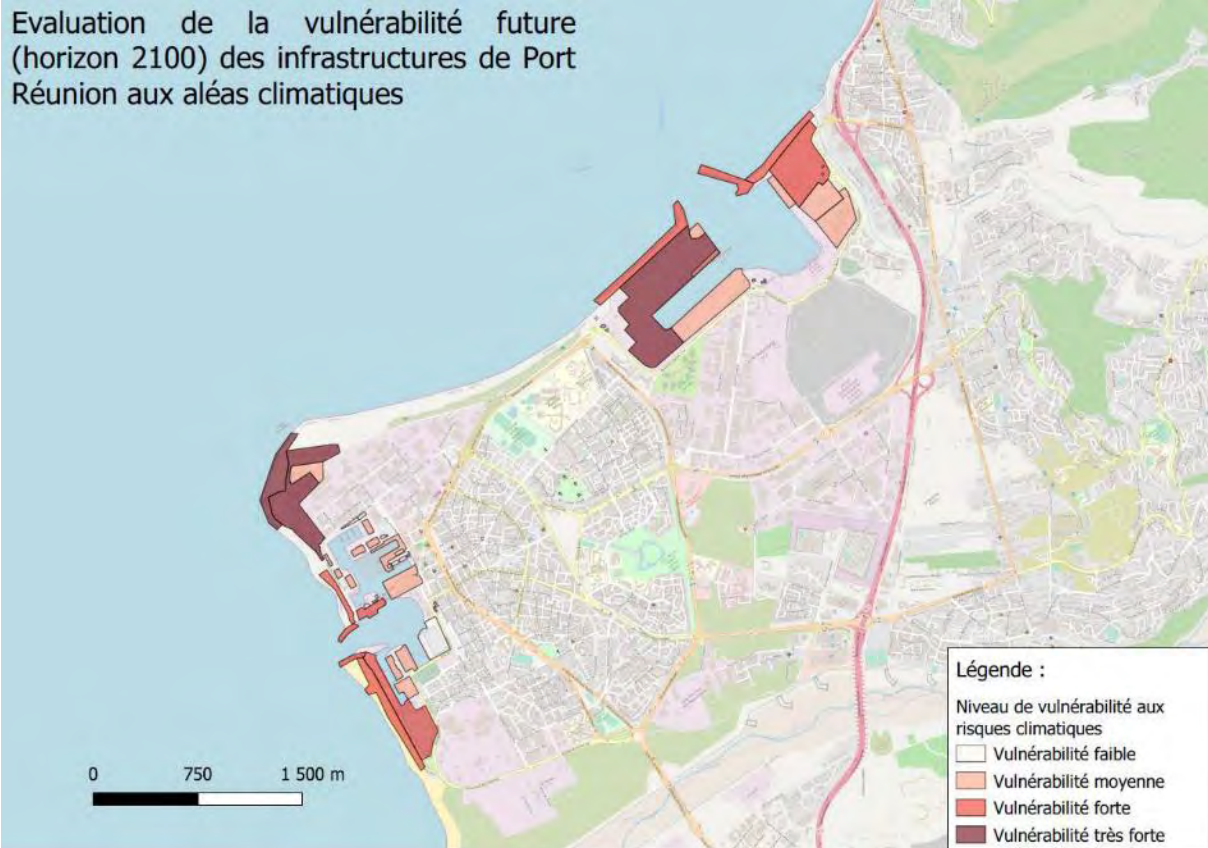 Evaluation de la vulnérabilité future
(horizon 2100) des infrastructures de Port
Réunion aux aléas climatiques
0 750 1 500 m
Légende :
Niveau de vulnérabilité aux
risques climatiques
Vulnérabilité faible
Vulnérabilité moyenne
Vulnérabilité forte
Vulnérabilité très forte